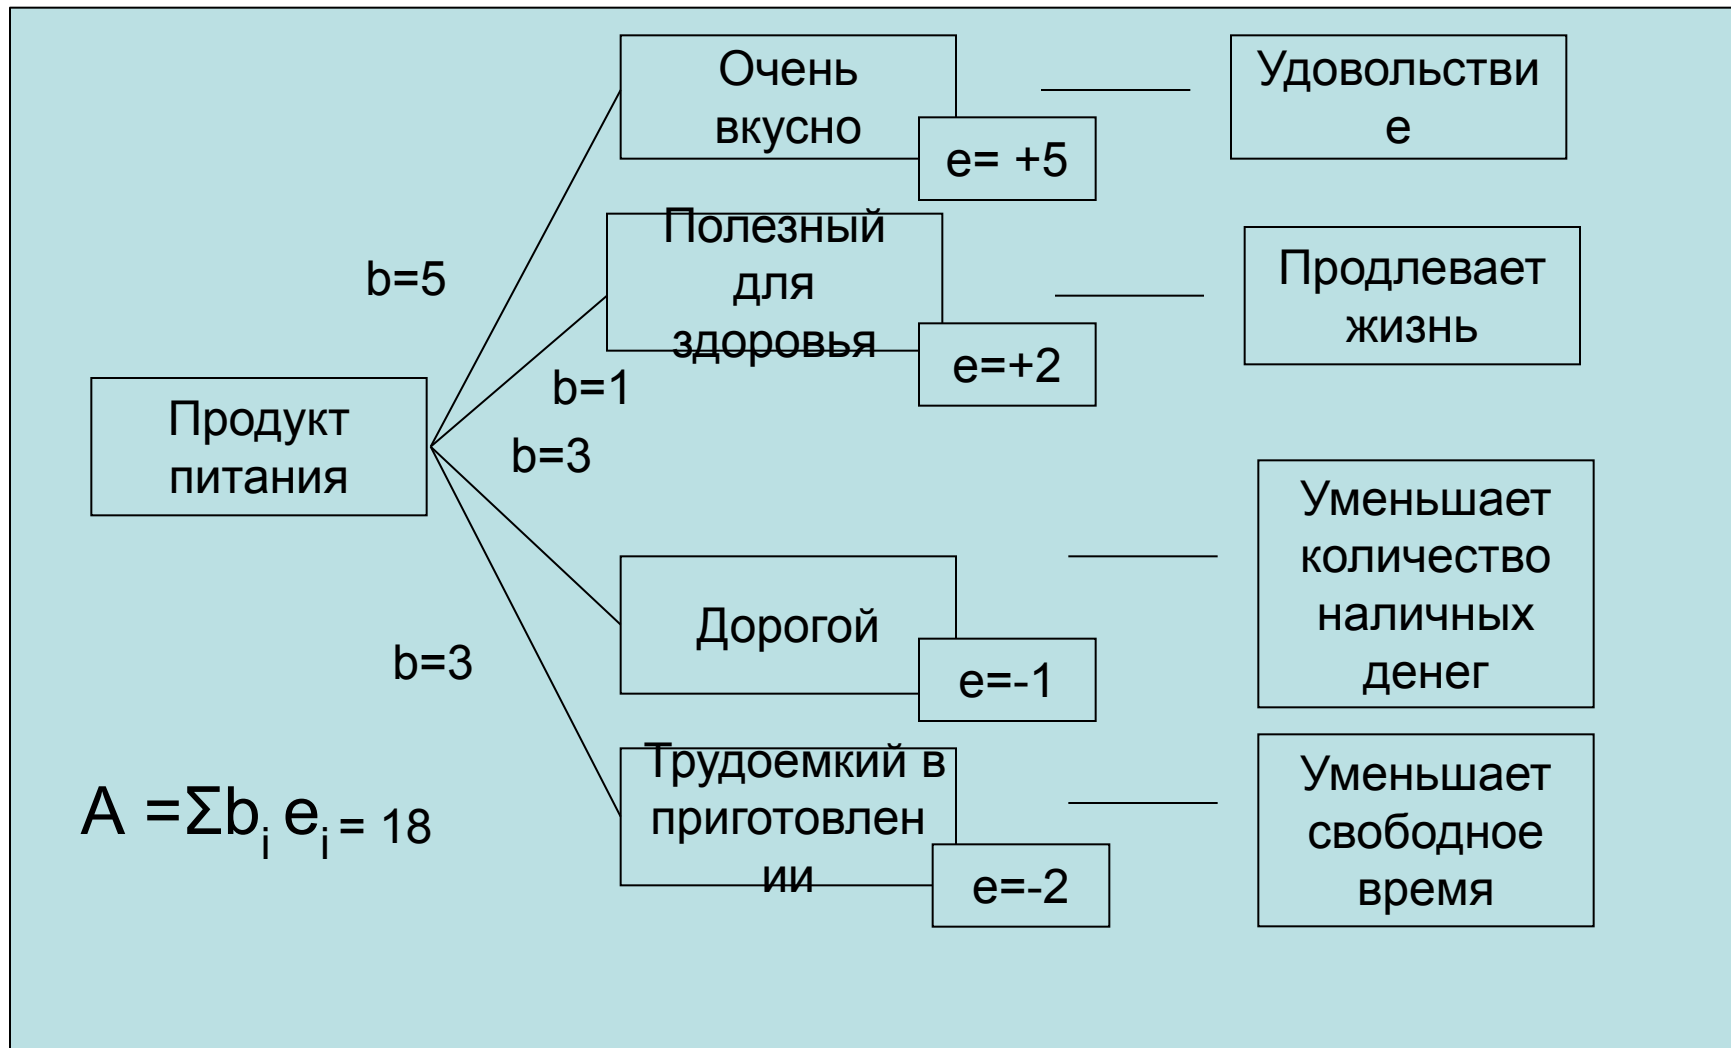 Очень
вкусно
e= +5
Удовольстви
е
b=5
Полезный
для
здоровья
e=+2
Продлевает
жизнь
b=1
Продукт
питания
b=3
Дорогой
e=-1
Уменьшает
количество
наличных
денег
b=3
Трудоемкий в
приготовлен
ии
e=-2
Уменьшает
свободное
время
A =Σbi ei = 18